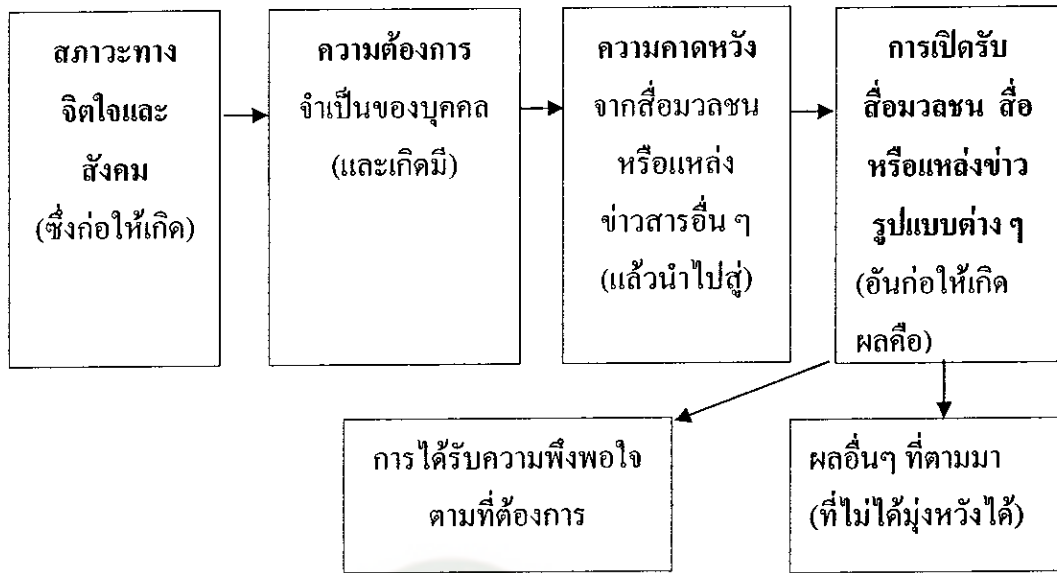 สภาวะทาง
จิตใจและ
สังคม
(ซึ่งก่อให้เกิด)
ความต้องการ
จำเป็นของบุคคล
(และเกิดมี)
ความคาดหวัง
จากสื่อมวลชน
หรือแหล่ง
ข่าวสารอื่น ๆ
(แล้วนำไปสู่)
การเปิดรับ
สื่อมวลชน สื่อ
หรือแหล่งข่าว
รูปแบบต่าง ๆ
(อันก่อให้เกิด
ผลคือ)
การได้รับความพึงพอใจ
ตามที่ต้องการ
ผลอื่นๆ ที่ตามมา
(ที่ไม่ได้มุ่งหวังได้)